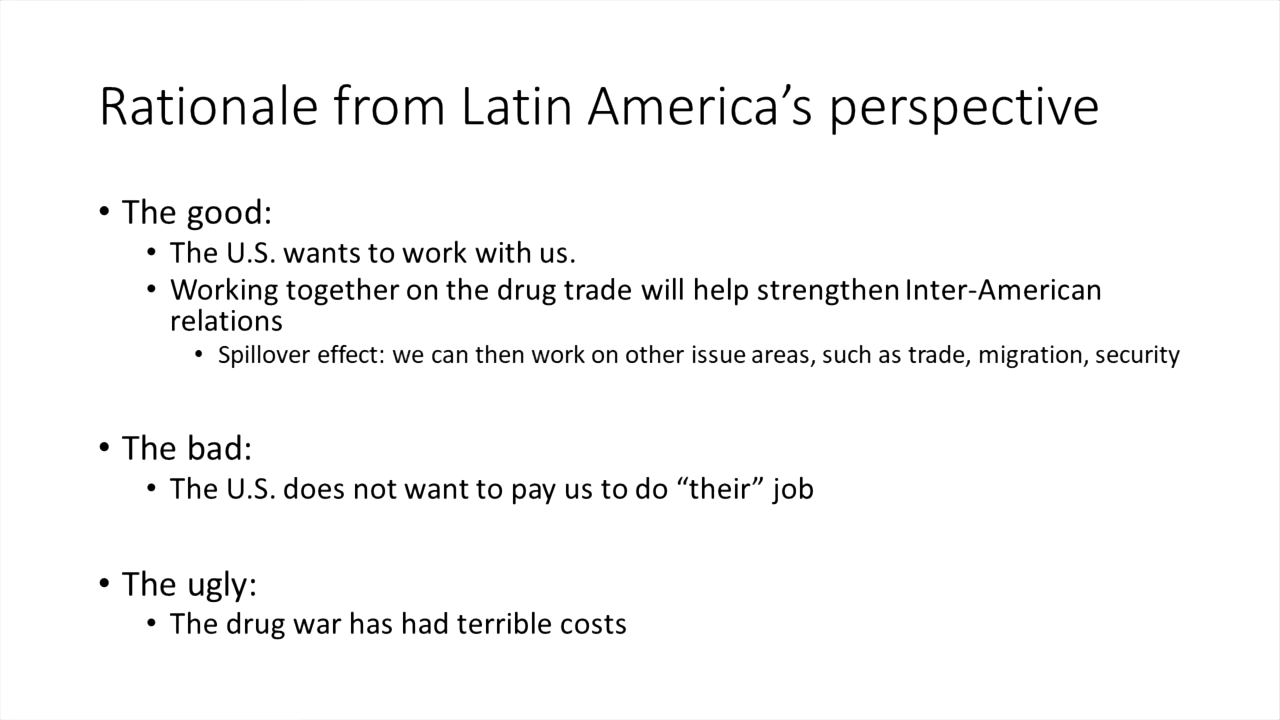 Rationale from Latin America’s perspective
• The good:
• The U.S. wants to work with us.
• Working together on the drug trade will help strengthen Inter-American
relations
• Spillover effect: we can then work on other issue areas, such as trade, migration, security
• The bad:
• The U.S. does not want to pay us to do “their” job
• The ugly:
• The drug war has had terrible costs